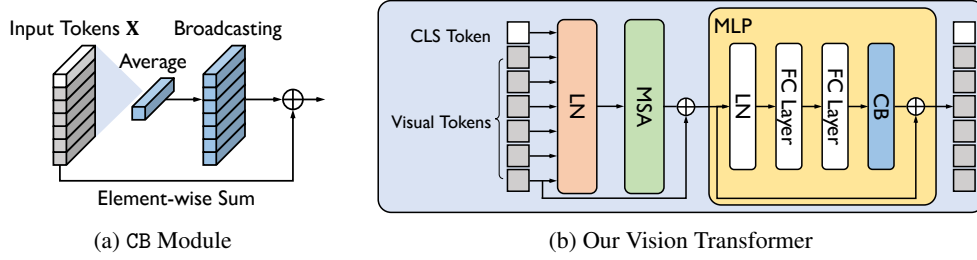 Input Tokens X
Broadcasting
Average
Element-wise Sum
(a) CB Module
CLS Token
Visual Tokens
LN
MSA
MLP
LN
FC Layer
FC Layer
CB
(b) Our Vision Transformer